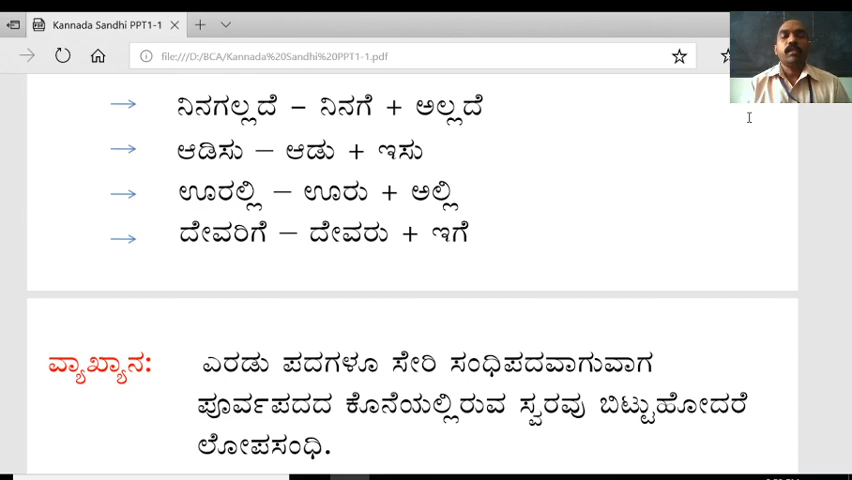 Kannada Sandhi PPT1-1
file:///D:/BCA/Kannada%20Sandhi%20PPT1-1.pdf
ನಿನಗಲ್ಲದೆ – ನಿನಗೆ + ಅಲ್ಲದೆ
ಆಡಿಸು – ಆಡು + ಇಸು
ಊರಲ್ಲಿ – ಊರು + ಅಲ್ಲಿ
ದೇವರಿಗೆ – ದೇವರು + ಇಗೆ
ವ್ಯಾಖ್ಯಾನ: ಎರಡು ಪದಗಳೂ ಸೇರಿ ಸಂಧಿಪದವಾಗುವಾಗ
ಪೂರ್ವಪದದ ಕೊನೆಯಲ್ಲಿರುವ ಸ್ವರವು ಬಿಟ್ಟುಹೋದರೆ
ಲೋಪಸಂಧಿ.